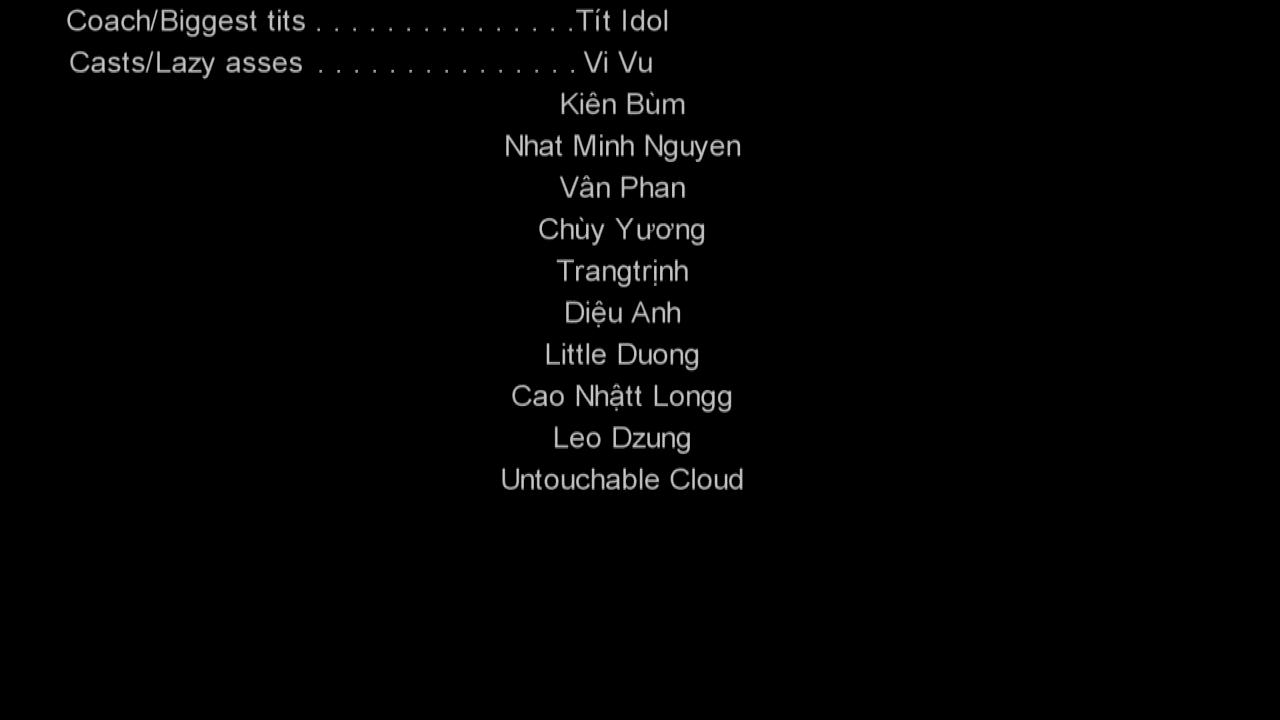 Coach/Biggest tits . . . . . . . . . . . . . . .Tít Idol
Casts/Lazy asses . . . . . . . . . . . . . . . Vi Vu
Kiên Bùm
Nhat Minh Nguyen
Vân Phan
Chùy Yương
Trangtrịnh
Diệu Anh
Little Duong
Cao Nhậtt Longg
Leo Dzung
Untouchable Cloud